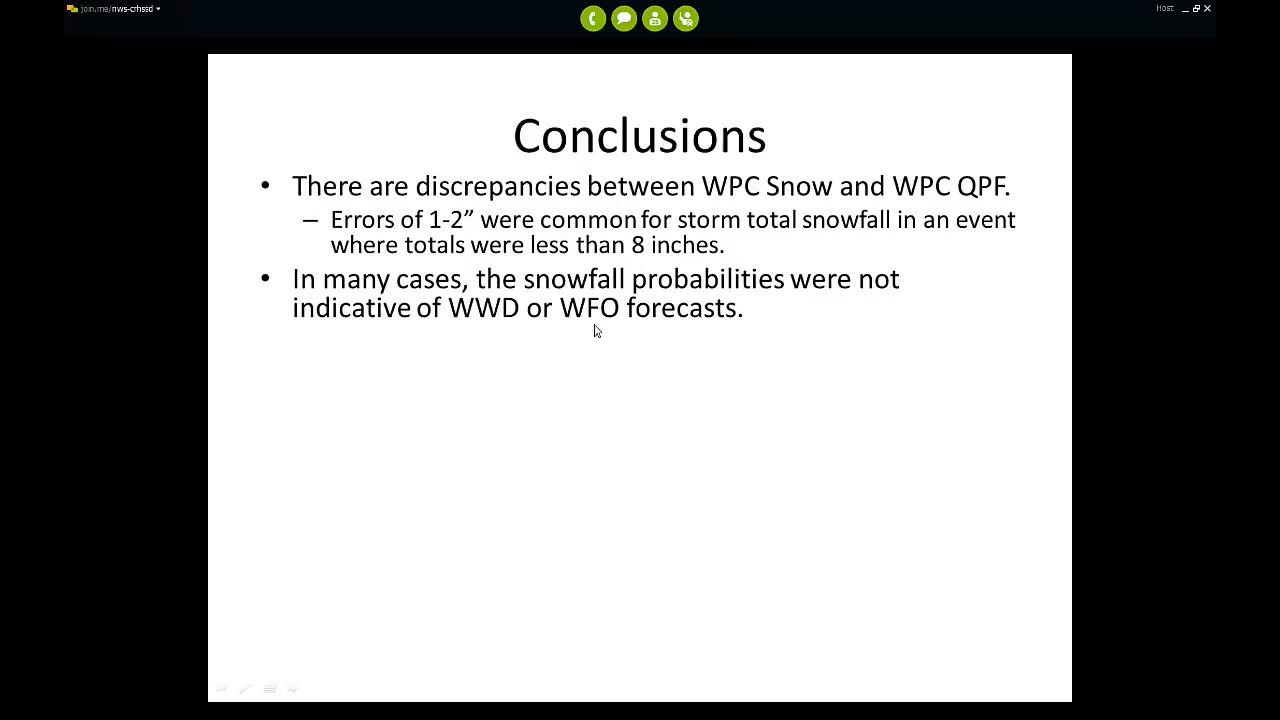 join.me/nws-crhssd
Host
Conclusions
• There are discrepancies between WPC Snow and WPC QPF.
– Errors of 1-2” were common for storm total snowfall in an event
where totals were less than 8 inches.
• In many cases, the snowfall probabilities were not
indicative of WWD or WFO forecasts.